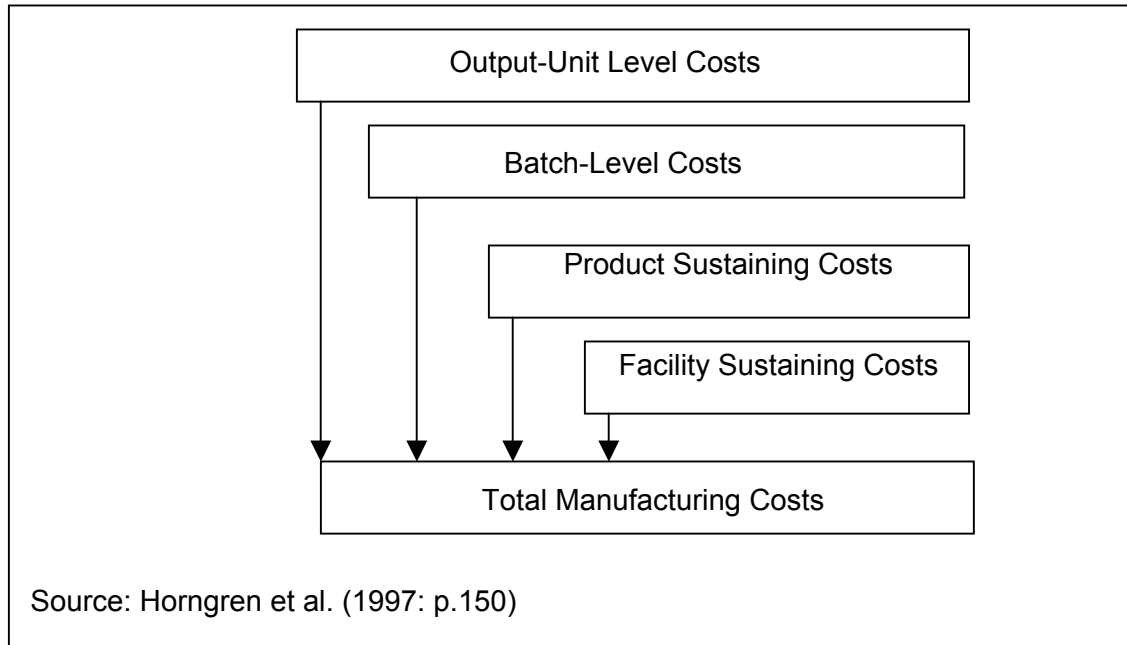 Output-Unit Level Costs
Batch-Level Costs
Product Sustaining Costs
Facility Sustaining Costs
Total Manufacturing Costs
Source: Horngren et al. (1997: p.150)